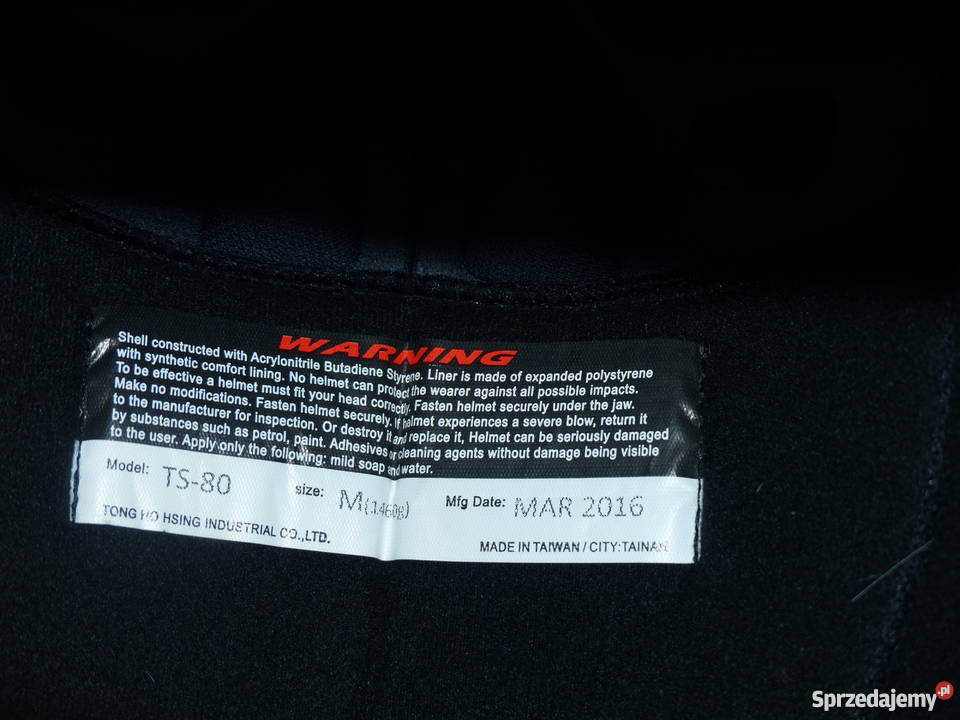 WARNING
Shell constructed with Acrylonitrile Butadiene Styrene. Liner is made of expanded polystyrene
with synthetic comfort lining. No helmet can protect the wearer against all possible impacts.
To be effective a helmet must fit your head correctly. Fasten helmet securely under the jaw.
Make no modifications. Fasten helmet securely. If helmet experiences a severe blow, return it
to the manufacturer for inspection. Or destroy it and replace it, Helmet can be seriously damaged
by substances such as petrol, paint. Adhesives or cleaning agents without damage being visible
to the user. Apply only the following: mild soap and water.
Model: TS-80 size: M(1460g) Mfg Date: MAR 2016
TONG HO HSING INDUSTRIAL CO.,LTD.
MADE IN TAIWAN / CITY:TAINAN
Sprzedajemy.pl